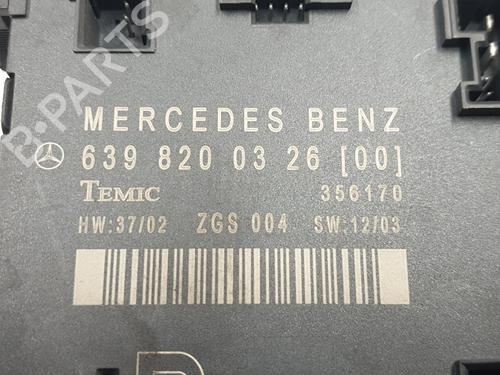 B-PARTS
MERCEDES BENZ
639 820 03 26 [00]
TEMIC 356170
HW:37/02 ZGS 004 SW:12/03